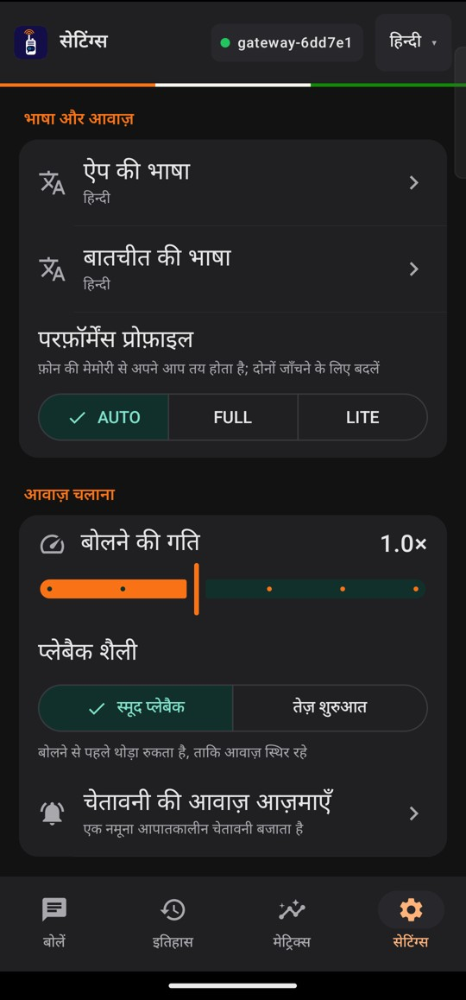 सेटिंग्स
gateway-6dd7e1
हिन्दी
भाषा और आवाज़
ऐप की भाषा
हिन्दी
बातचीत की भाषा
हिन्दी
परफ़ॉर्मेंस प्रोफ़ाइल
फ़ोन की मेमोरी से अपने आप तय होता है; दोनों जाँचने के लिए बदलें
AUTO
FULL
LITE
आवाज़ चलाना
बोलने की गति
1.0×
प्लेबैक शैली
स्मूद प्लेबैक
तेज़ शुरुआत
बोलने से पहले थोड़ा रुकता है, ताकि आवाज़ स्थिर रहे
चेतावनी की आवाज़ आज़माएँ
एक नमूना आपातकालीन चेतावनी बजाता है
बोलें
इतिहास
मेट्रिक्स
सेटिंग्स